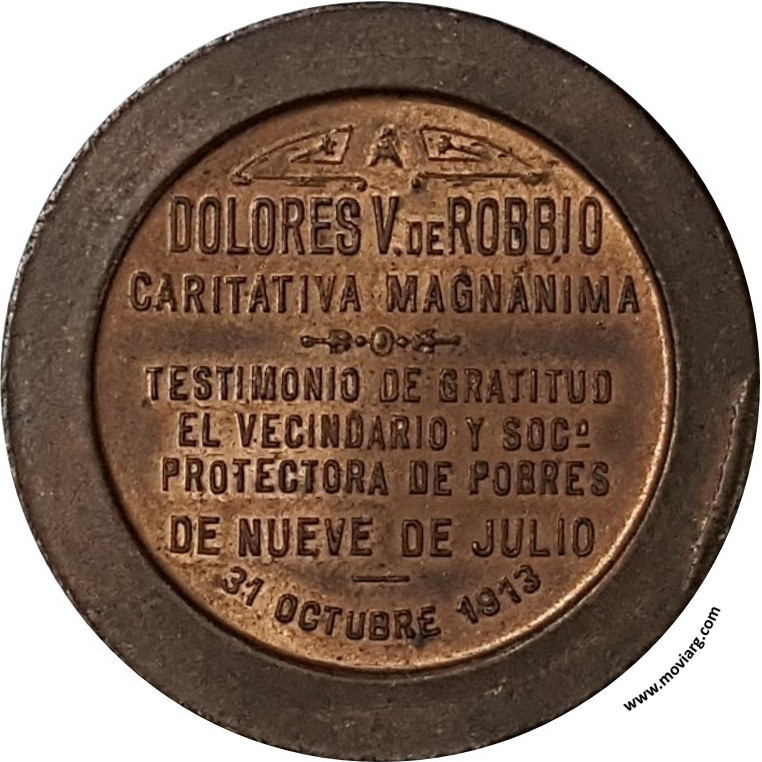 A
DOLORES V. DE ROBBIO
CARITATIVA MAGNÁNIMA
TESTIMONIO DE GRATITUD
EL VECINDARIO Y SOCᴰ
PROTECTORA DE POBRES
DE NUEVE DE JULIO
31 OCTUBRE 1913
www.moviarg.com